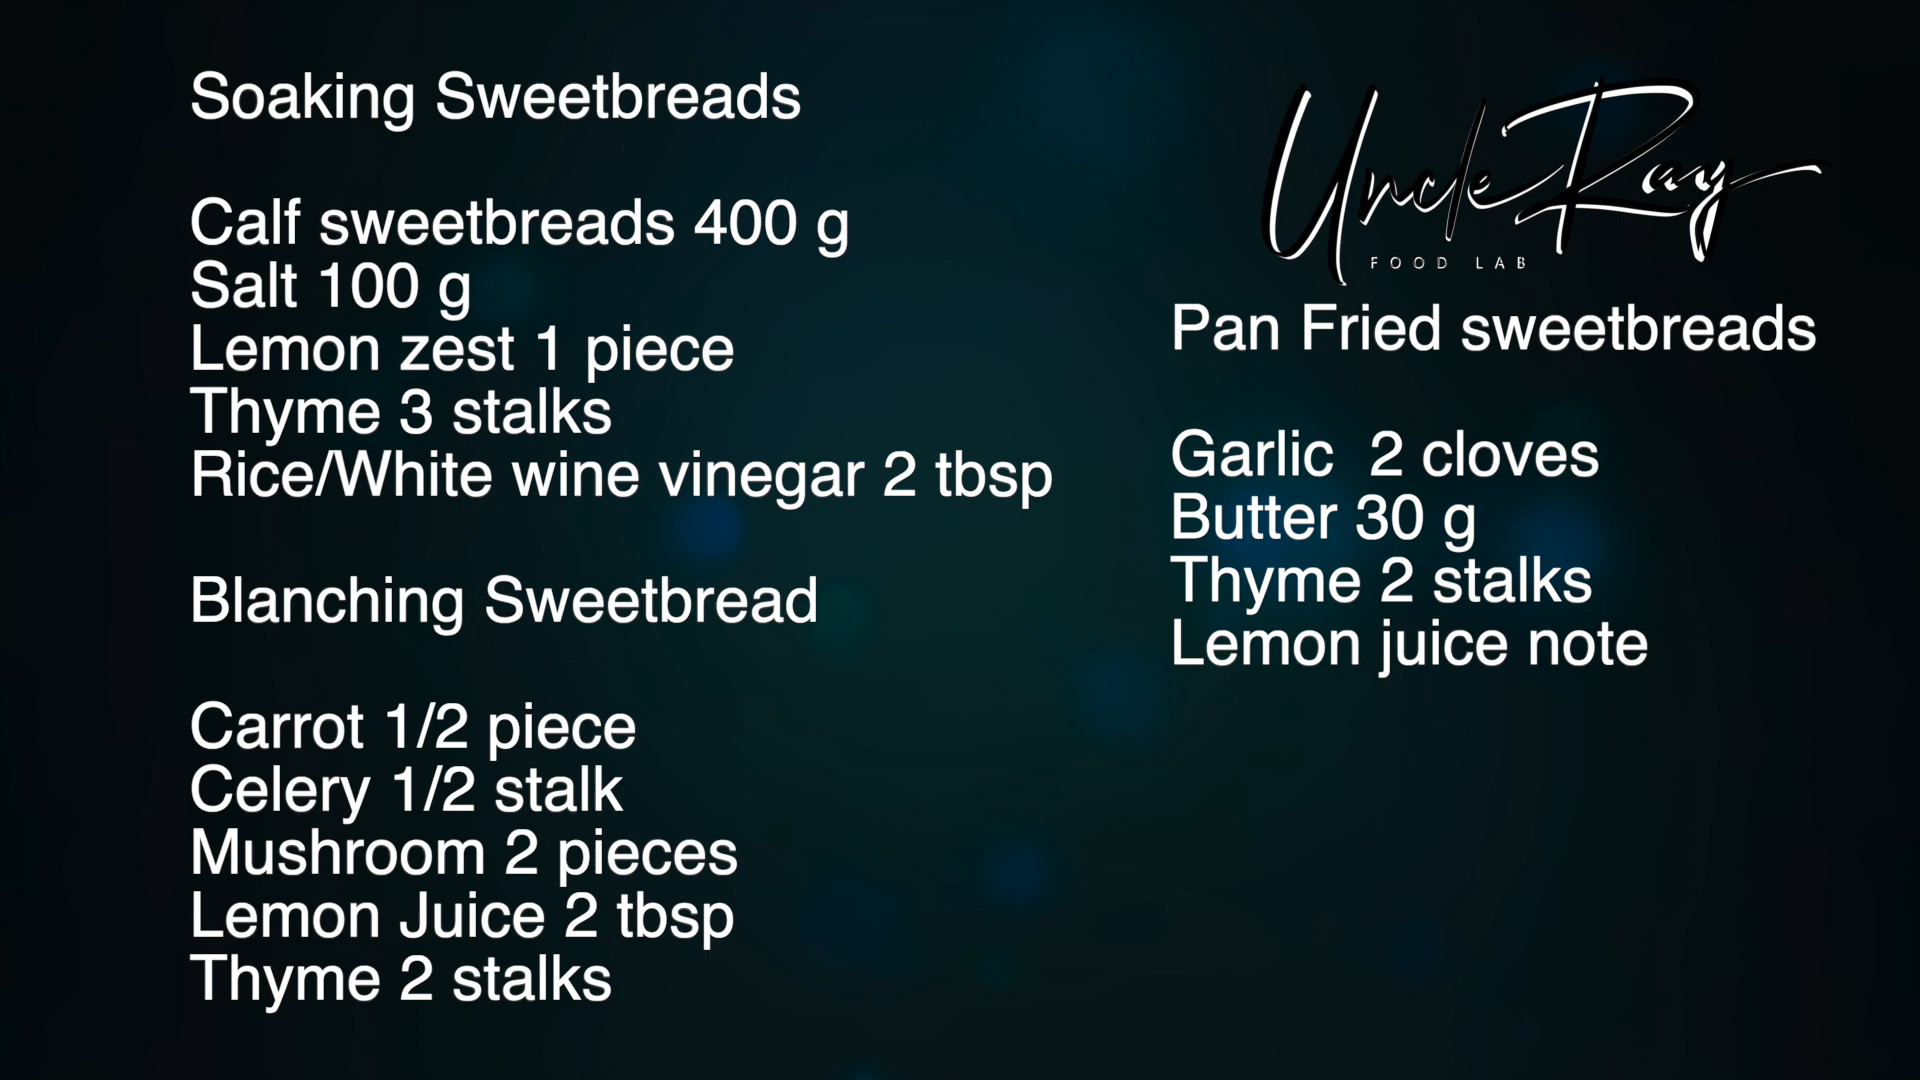 Soaking Sweetbreads
Calf sweetbreads 400 g
Salt 100 g
Lemon zest 1 piece
Thyme 3 stalks
Rice/White wine vinegar 2 tbsp
Blanching Sweetbread
Carrot 1/2 piece
Celery 1/2 stalk
Mushroom 2 pieces
Lemon Juice 2 tbsp
Thyme 2 stalks
Uncle Ray
FOOD LAB
Pan Fried sweetbreads
Garlic  2 cloves
Butter 30 g
Thyme 2 stalks
Lemon juice note